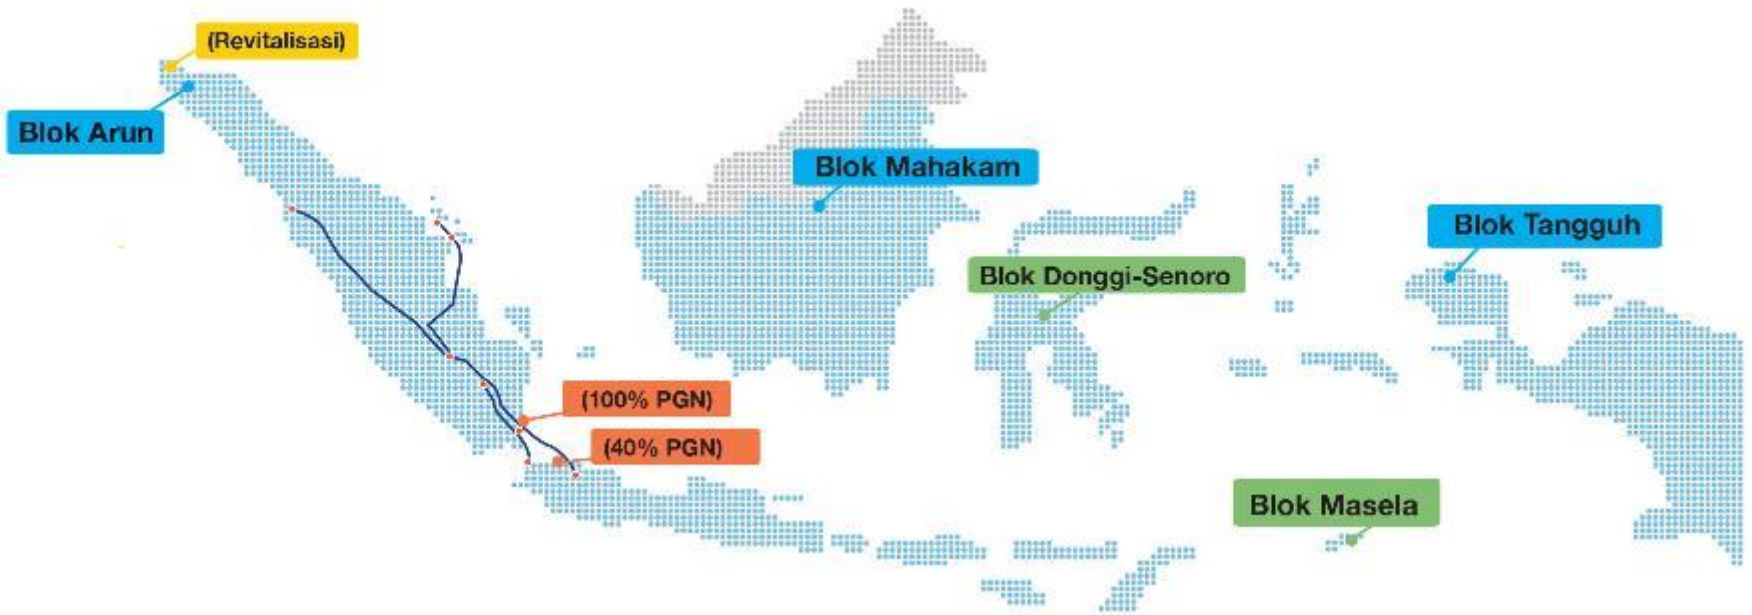 (Revitalisasi)
Blok Arun
Blok Mahakam
Blok Tangguh
Blok Donggi-Senoro
(100% PGN)
(40% PGN)
Blok Masela